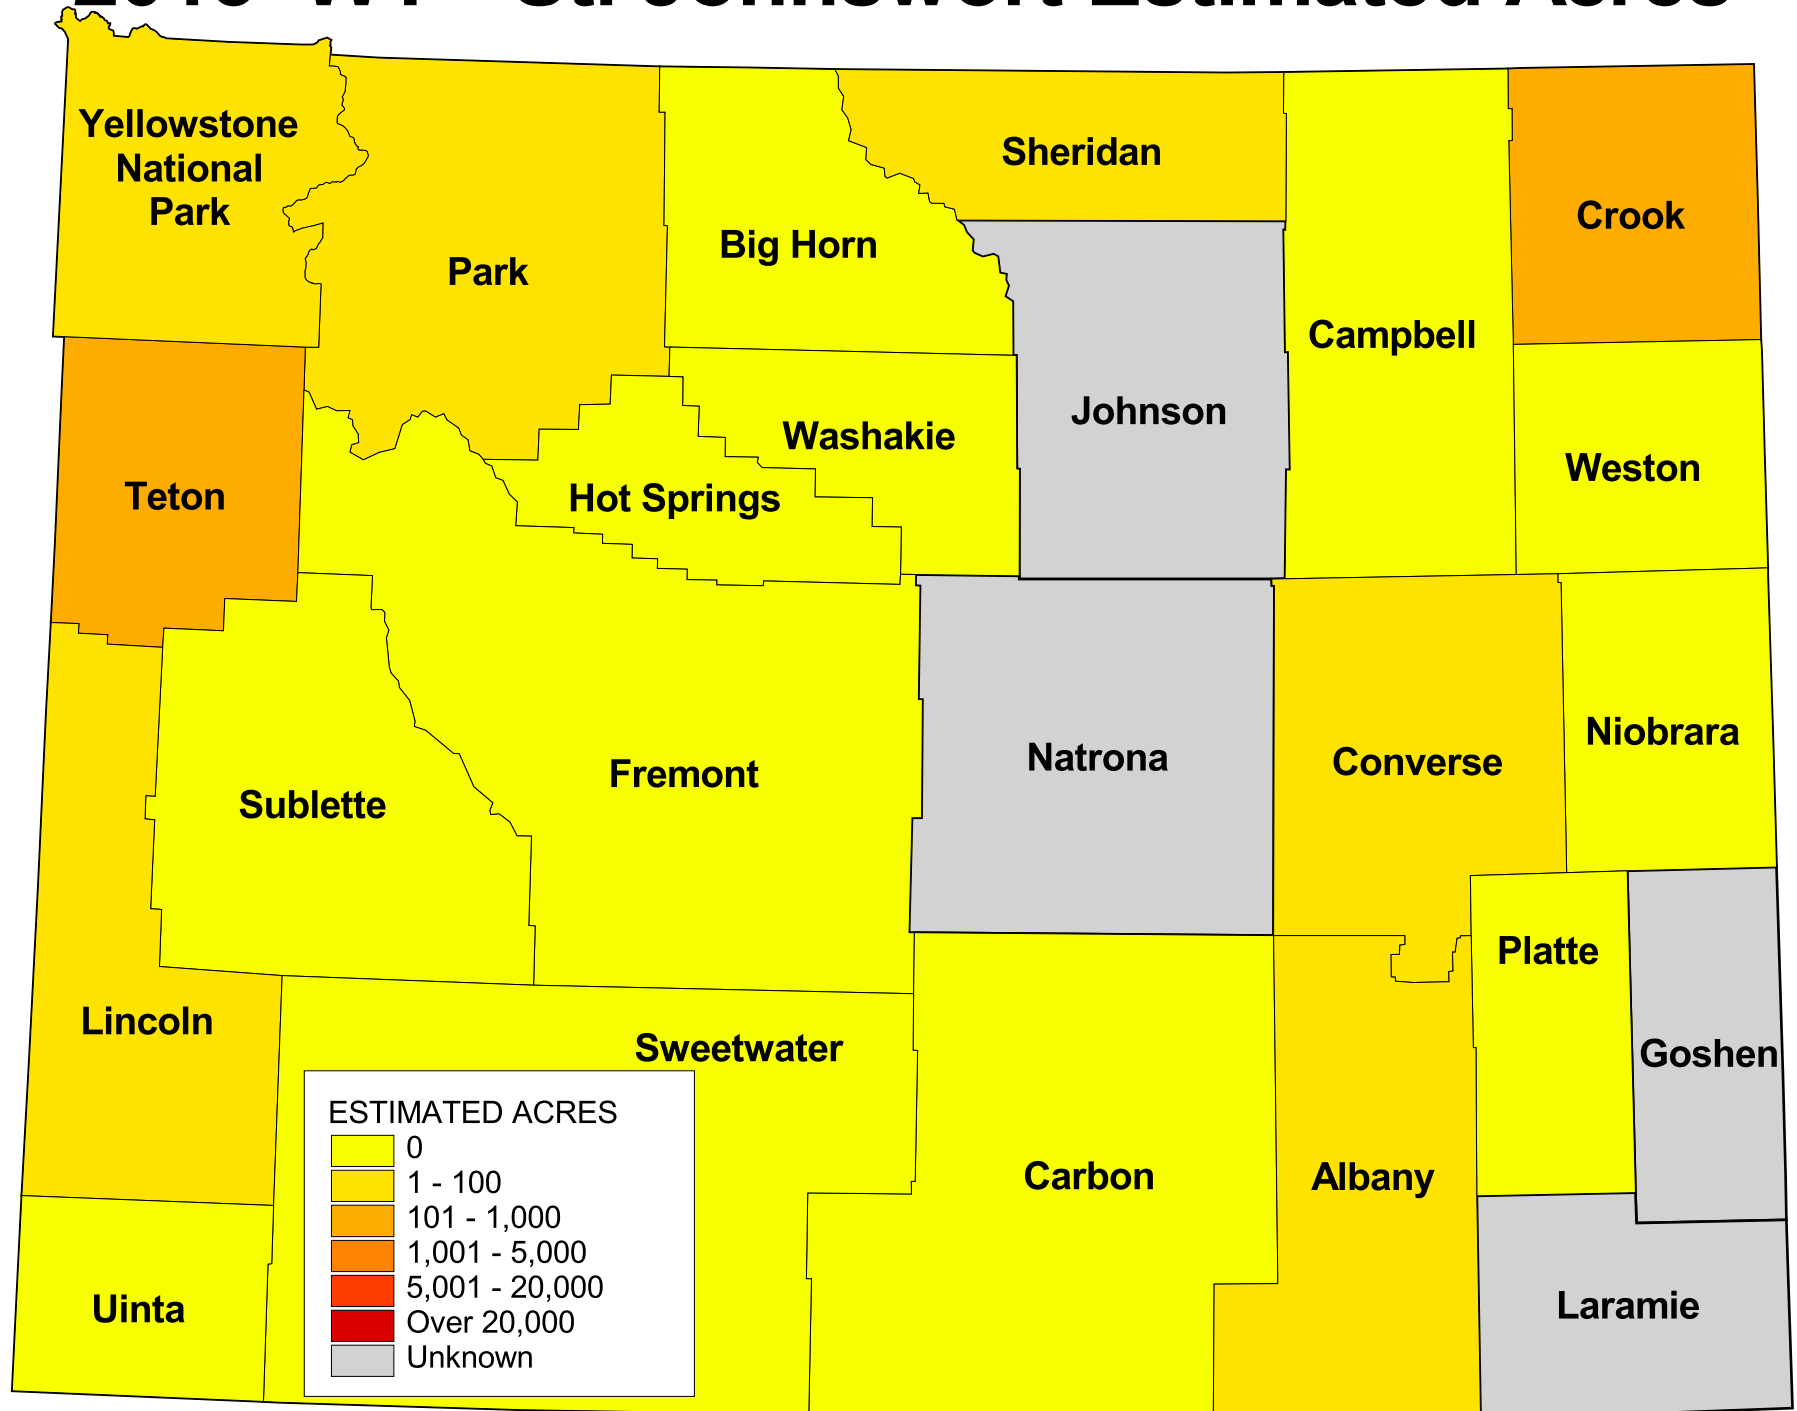 Estimated Acres
Yellowstone
National
Park
Sheridan
Crook
Big Horn
Park
Campbell
Johnson
Washakie
Weston
Teton
Hot Springs
Niobrara
Natrona
Converse
Fremont
Sublette
Platte
Lincoln
Sweetwater
Goshen
ESTIMATED ACRES
0
1 - 100
101 - 1,000
1,001 - 5,000
5,001 - 20,000
Over 20,000
Unknown
Carbon
Albany
Uinta
Laramie